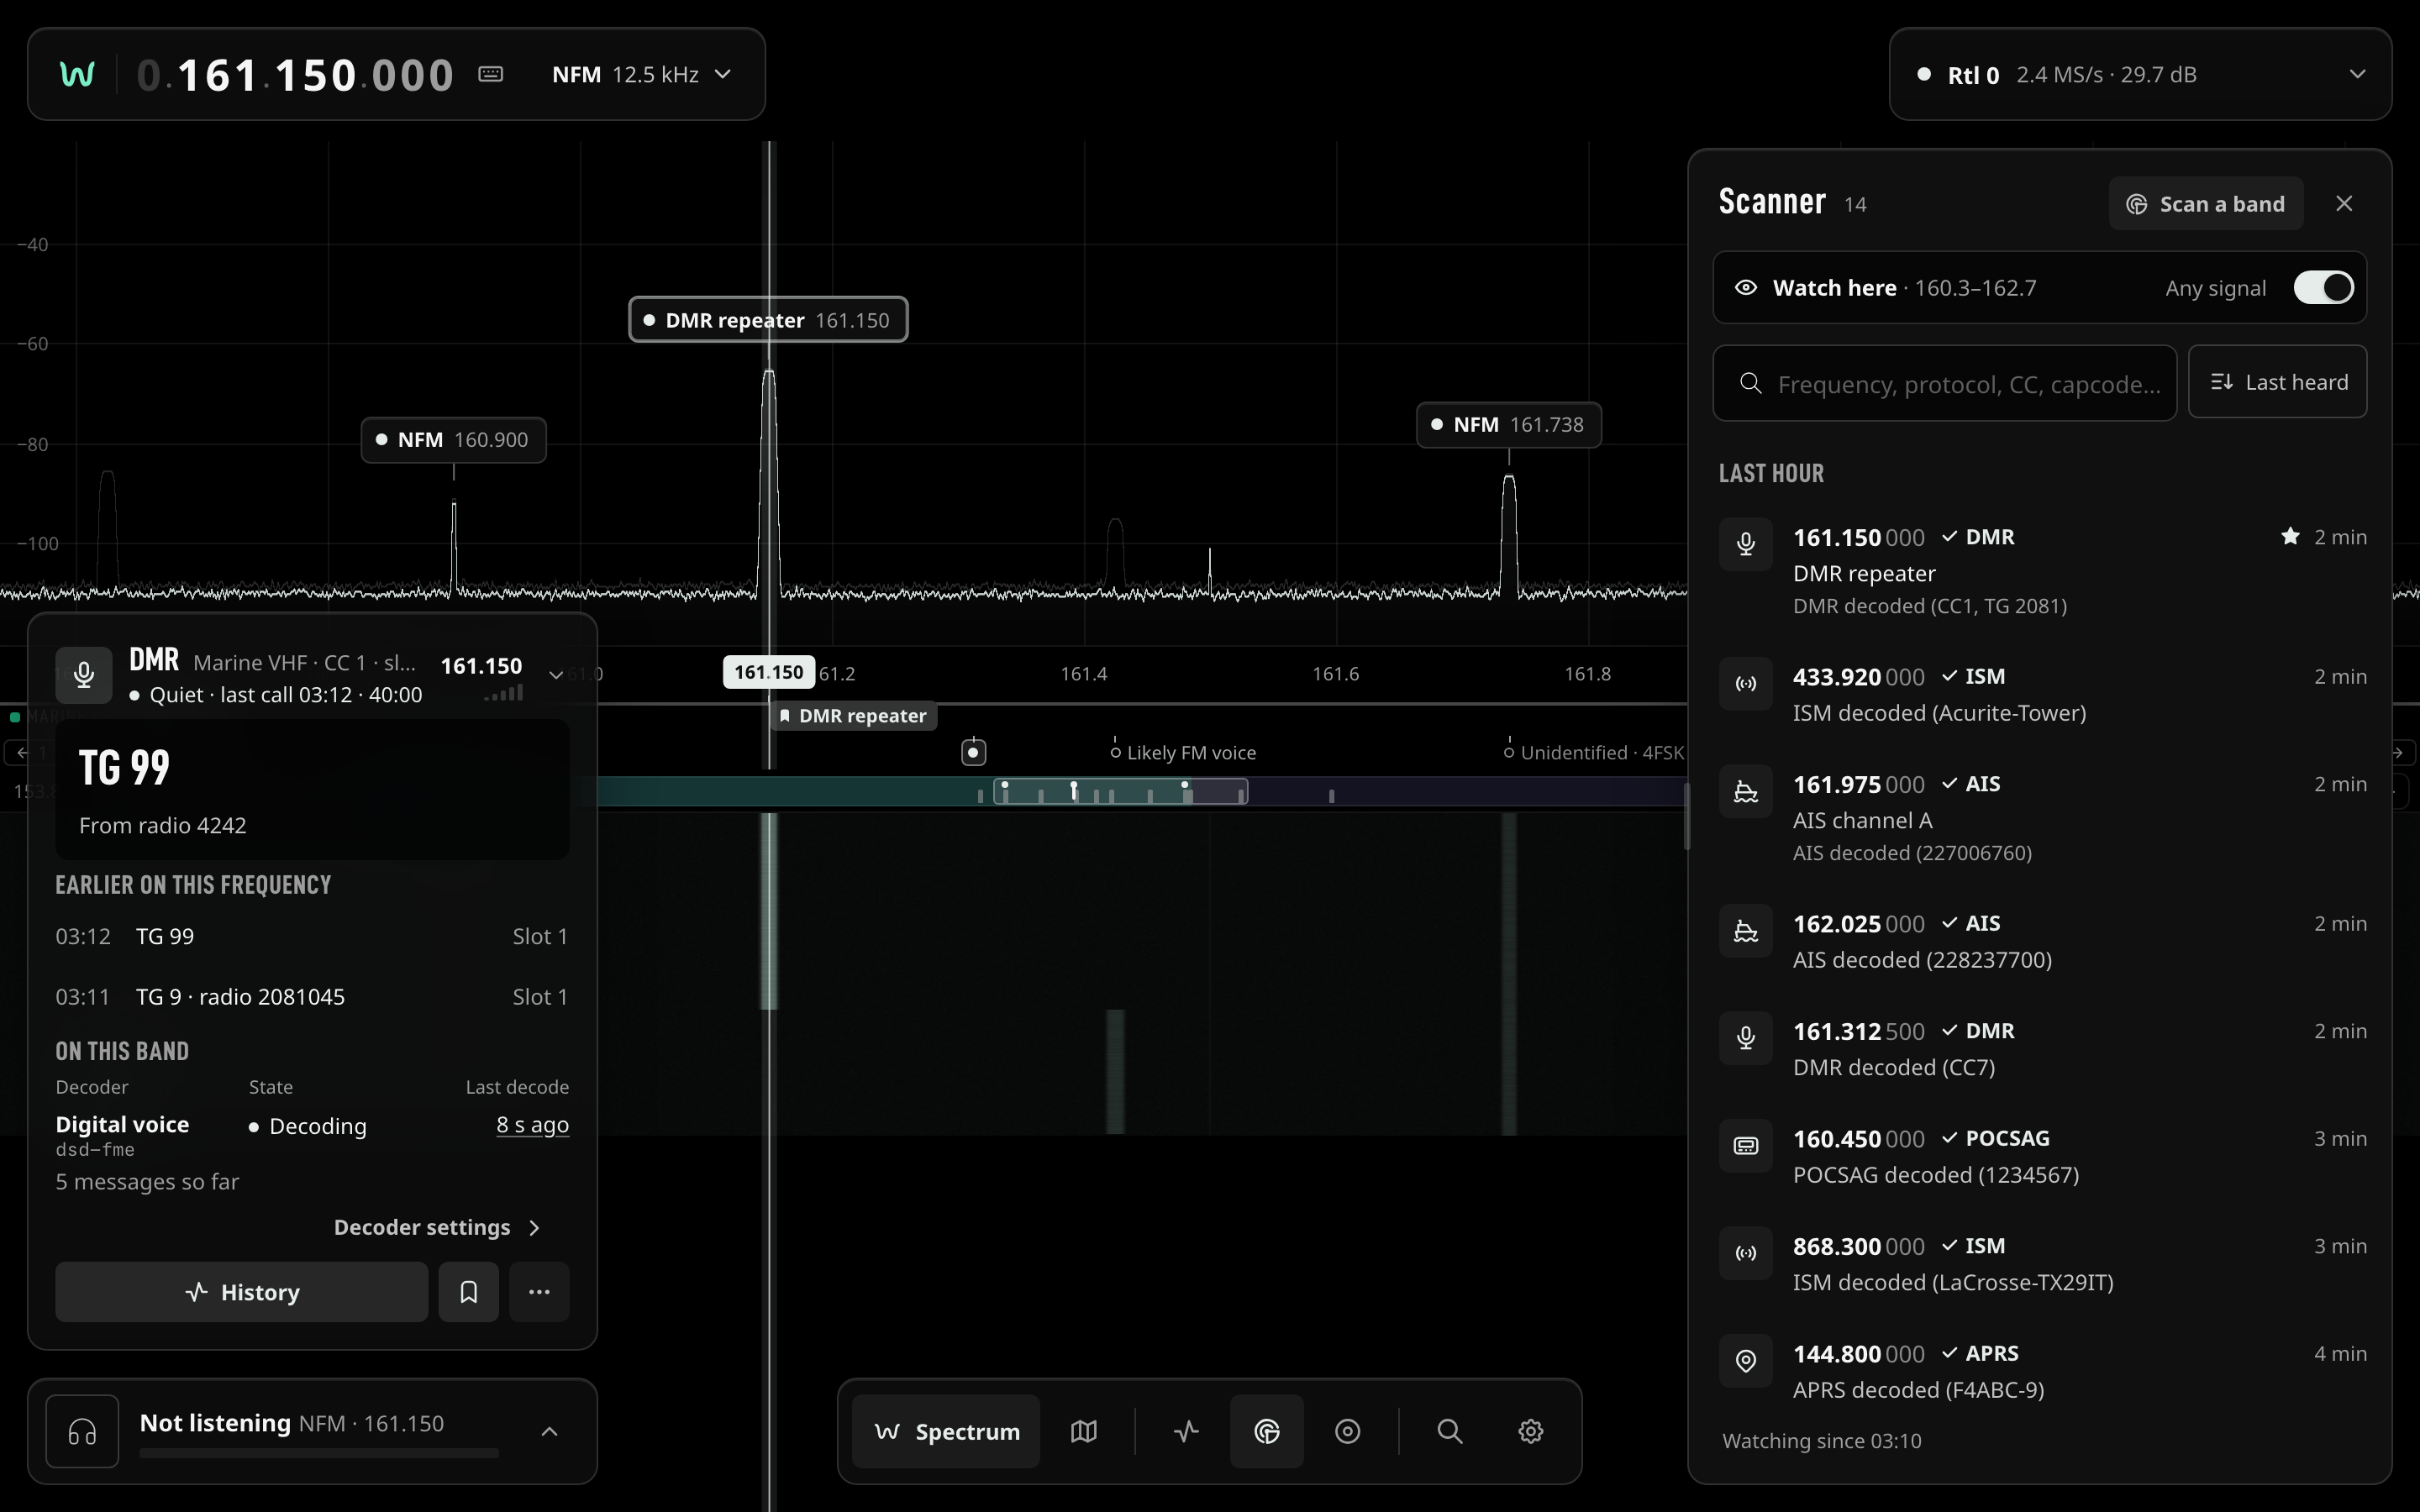 0.161.150.000
NFM 12.5 kHz
Rtl 0 2.4 MS/s · 29.7 dB
−40
−60
−80
−100
DMR repeater 161.150
NFM 160.900
NFM 161.738
161.150
61.2
161.4
161.6
161.8
DMR repeater
Likely FM voice
Unidentified · 4FSK
DMR Marine VHF · CC 1 · sl... 161.150
Quiet · last call 03:12 · 40:00
TG 99
From radio 4242
EARLIER ON THIS FREQUENCY
03:12 TG 99 Slot 1
03:11 TG 9 · radio 2081045 Slot 1
ON THIS BAND
Decoder State Last decode
Digital voice Decoding 8 s ago
dsd-fme
5 messages so far
Decoder settings
History
Not listening NFM · 161.150
Spectrum
Scanner 14
Scan a band
Watch here · 160.3–162.7 Any signal
Frequency, protocol, CC, capcode...
Last heard
LAST HOUR
161.150 000 DMR 2 min
DMR repeater
DMR decoded (CC1, TG 2081)
433.920 000 ISM 2 min
ISM decoded (Acurite-Tower)
161.975 000 AIS 2 min
AIS channel A
AIS decoded (227006760)
162.025 000 AIS 2 min
AIS decoded (228237700)
161.312 500 DMR 2 min
DMR decoded (CC7)
160.450 000 POCSAG 3 min
POCSAG decoded (1234567)
868.300 000 ISM 3 min
ISM decoded (LaCrosse-TX29IT)
144.800 000 APRS 4 min
APRS decoded (F4ABC-9)
Watching since 03:10